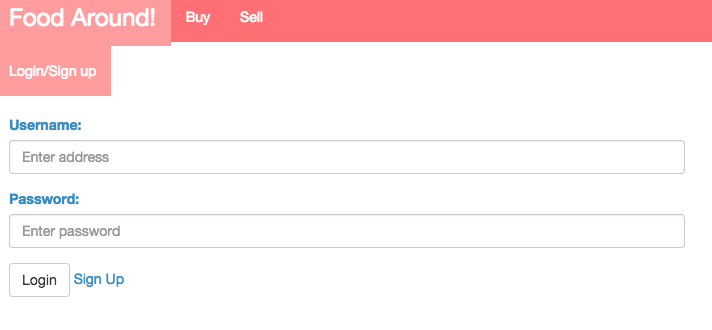 Food Around! Buy Sell
Login/Sign up
Username:
Enter address
Password:
Enter password
Login Sign Up